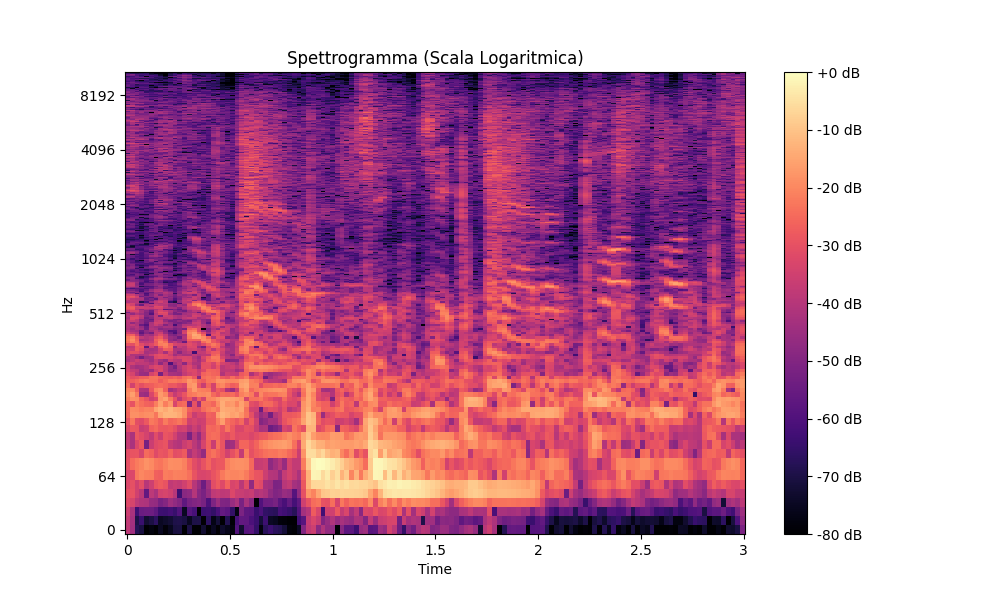 Spettrogramma (Scala Logaritmica)
Hz
8192
4096
2048
1024
512
256
128
64
0
0 0.5 1 1.5 2 2.5 3
Time
+0 dB
-10 dB
-20 dB
-30 dB
-40 dB
-50 dB
-60 dB
-70 dB
-80 dB